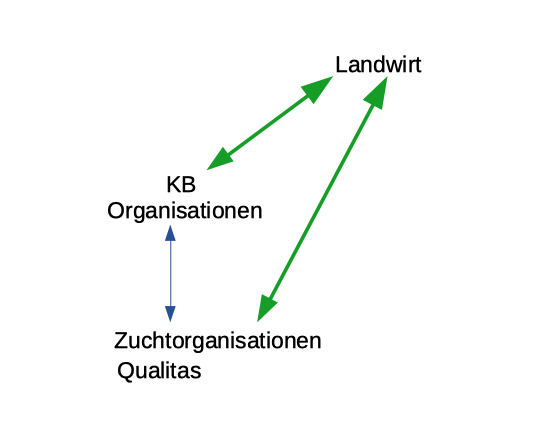 Landwirt
KB
Organisationen
Zuchtorganisationen
Qualitas